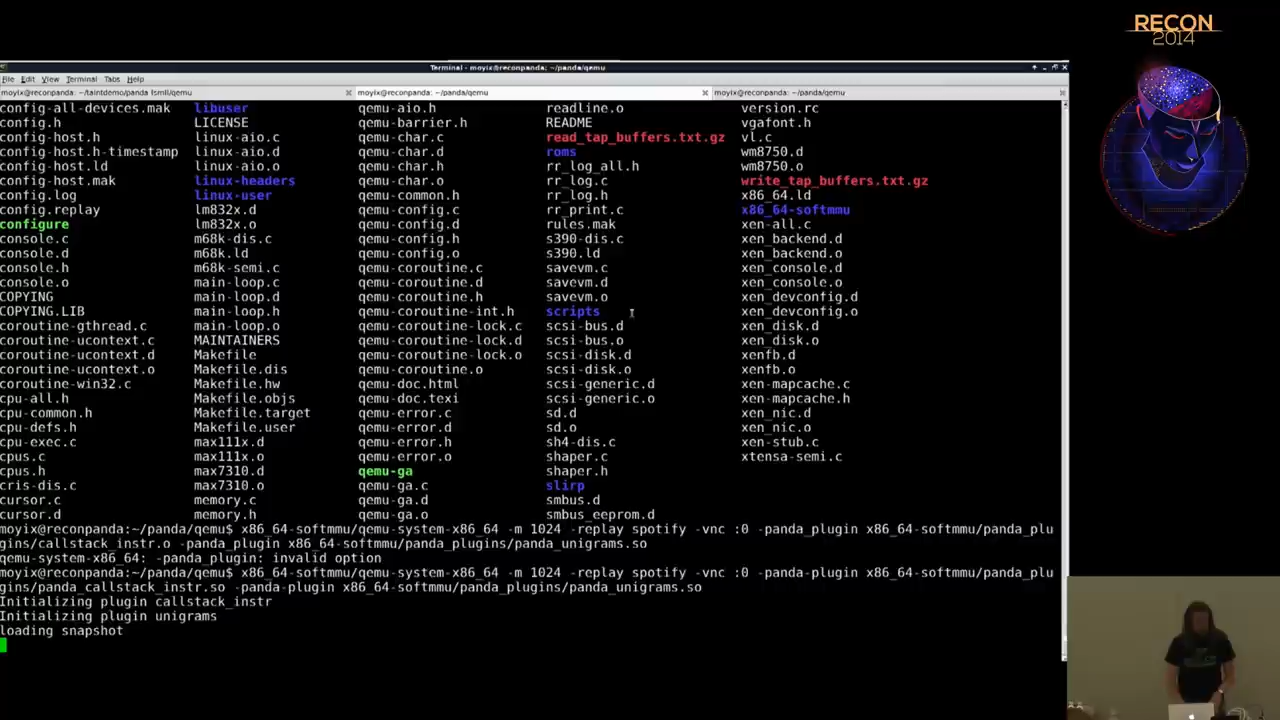 RECON
2014
Terminal - moyix@reconpanda: ~/panda/qemu
File Edit View Terminal Tabs Help
moyix@reconpanda: ~/taintdemo/panda lsmll/qemu
moyix@reconpanda: ~/panda/qemu
moyix@reconpanda: ~/panda/qemu
config-all-devices.mak libuser qemu-aio.h readline.o version.rc
config.h LICENSE qemu-barrier.h README vgafont.h
config-host.h linux-aio.c qemu-char.c read_tap_buffers.txt.gz vl.c
config-host.h-timestamp linux-aio.d qemu-char.d roms wm8750.d
config-host.ld linux-aio.o qemu-char.h rr_log_all.h wm8750.o
config-host.mak linux-headers qemu-char.o rr_log.c write_tap_buffers.txt.gz
config.log linux-user qemu-common.h rr_log.h x86_64.ld
config.replay lm832x.d qemu-config.c rr_print.c x86_64-softmmu
configure lm832x.o qemu-config.d rules.mak xen-all.c
console.c m68k-dis.c qemu-config.h s390-dis.c xen_backend.d
console.d m68k.ld qemu-config.o s390.ld xen_backend.o
console.h m68k-semi.c qemu-coroutine.c savevm.c xen_console.d
console.o main-loop.c qemu-coroutine.d savevm.d xen_console.o
COPYING main-loop.d qemu-coroutine.h savevm.o xen_devconfig.d
COPYING.LIB main-loop.h qemu-coroutine-int.h scripts xen_devconfig.o
coroutine-gthread.c main-loop.o qemu-coroutine-lock.c scsi-bus.d xen_disk.d
coroutine-ucontext.c MAINTAINERS qemu-coroutine-lock.d scsi-bus.o xen_disk.o
coroutine-ucontext.d Makefile qemu-coroutine-lock.o scsi-disk.d xenfb.d
coroutine-ucontext.o Makefile.dis qemu-coroutine.o scsi-disk.o xenfb.o
coroutine-win32.c Makefile.hw qemu-doc.html scsi-generic.d xen-mapcache.c
cpu-all.h Makefile.objs qemu-doc.texi scsi-generic.o xen-mapcache.h
cpu-common.h Makefile.target qemu-error.c sd.d xen_nic.d
cpu-defs.h Makefile.user qemu-error.d sd.o xen_nic.o
cpu-exec.c max111x.d qemu-error.h sh4-dis.c xen-stub.c
cpus.c max111x.o qemu-error.o shaper.c xtensa-semi.c
cpus.h max7310.d qemu-ga shaper.h
cris-dis.c max7310.o qemu-ga.c slirp
cursor.c memory.c qemu-ga.d smbus.d
cursor.d memory.h qemu-ga.o smbus_eeprom.d
moyix@reconpanda:~/panda/qemu$ x86_64-softmmu/qemu-system-x86_64 -m 1024 -replay spotify -vnc :0 -panda_plugin x86_64-softmmu/panda_plu
gins/callstack_instr.o -panda_plugin x86_64-softmmu/panda_plugins/panda_unigrams.so
qemu-system-x86_64: -panda_plugin: invalid option
moyix@reconpanda:~/panda/qemu$ x86_64-softmmu/qemu-system-x86_64 -m 1024 -replay spotify -vnc :0 -panda-plugin x86_64-softmmu/panda_plu
gins/panda_callstack_instr.so -panda-plugin x86_64-softmmu/panda_plugins/panda_unigrams.so
Initializing plugin callstack_instr
Initializing plugin unigrams
loading snapshot